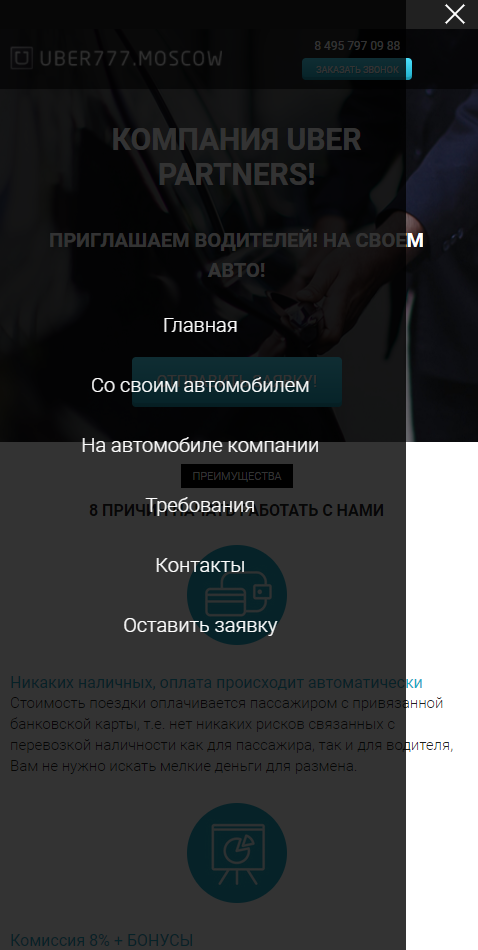 UBER777.MOSCOW
8 495 797 09 88
ЗАКАЗАТЬ ЗВОНОК
КОМПАНИЯ UBER
PARTNERS!
ПРИГЛАШАЕМ ВОДИТЕЛЕЙ! НА СВОЕМ
АВТО!
Главная
ОТПРАВИТЬ ЗАЯВКУ!
Со своим автомобилем
На автомобиле компании
ПРЕИМУЩЕСТВА
8 ПРИЧИН НАЧАТЬ РАБОТАТЬ С НАМИ
Требования
Контакты
Оставить заявку
Никаких наличных, оплата происходит автоматически
Стоимость поездки оплачивается пассажиром с привязанной
банковской карты, т.е. нет никаких рисков связанных с
перевозкой наличности как для пассажира, так и для водителя,
Вам не нужно искать мелкие деньги для размена.
Комиссия 8% + БОНУСЫ